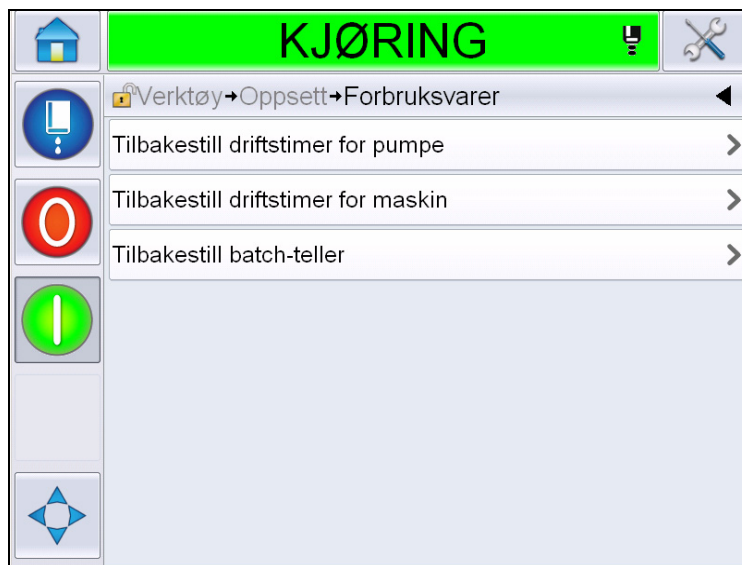 KJØRING
Verktøy→Oppsett→Forbruksvarer
Tilbakestill driftstimer for pumpe
Tilbakestill driftstimer for maskin
Tilbakestill batch-teller